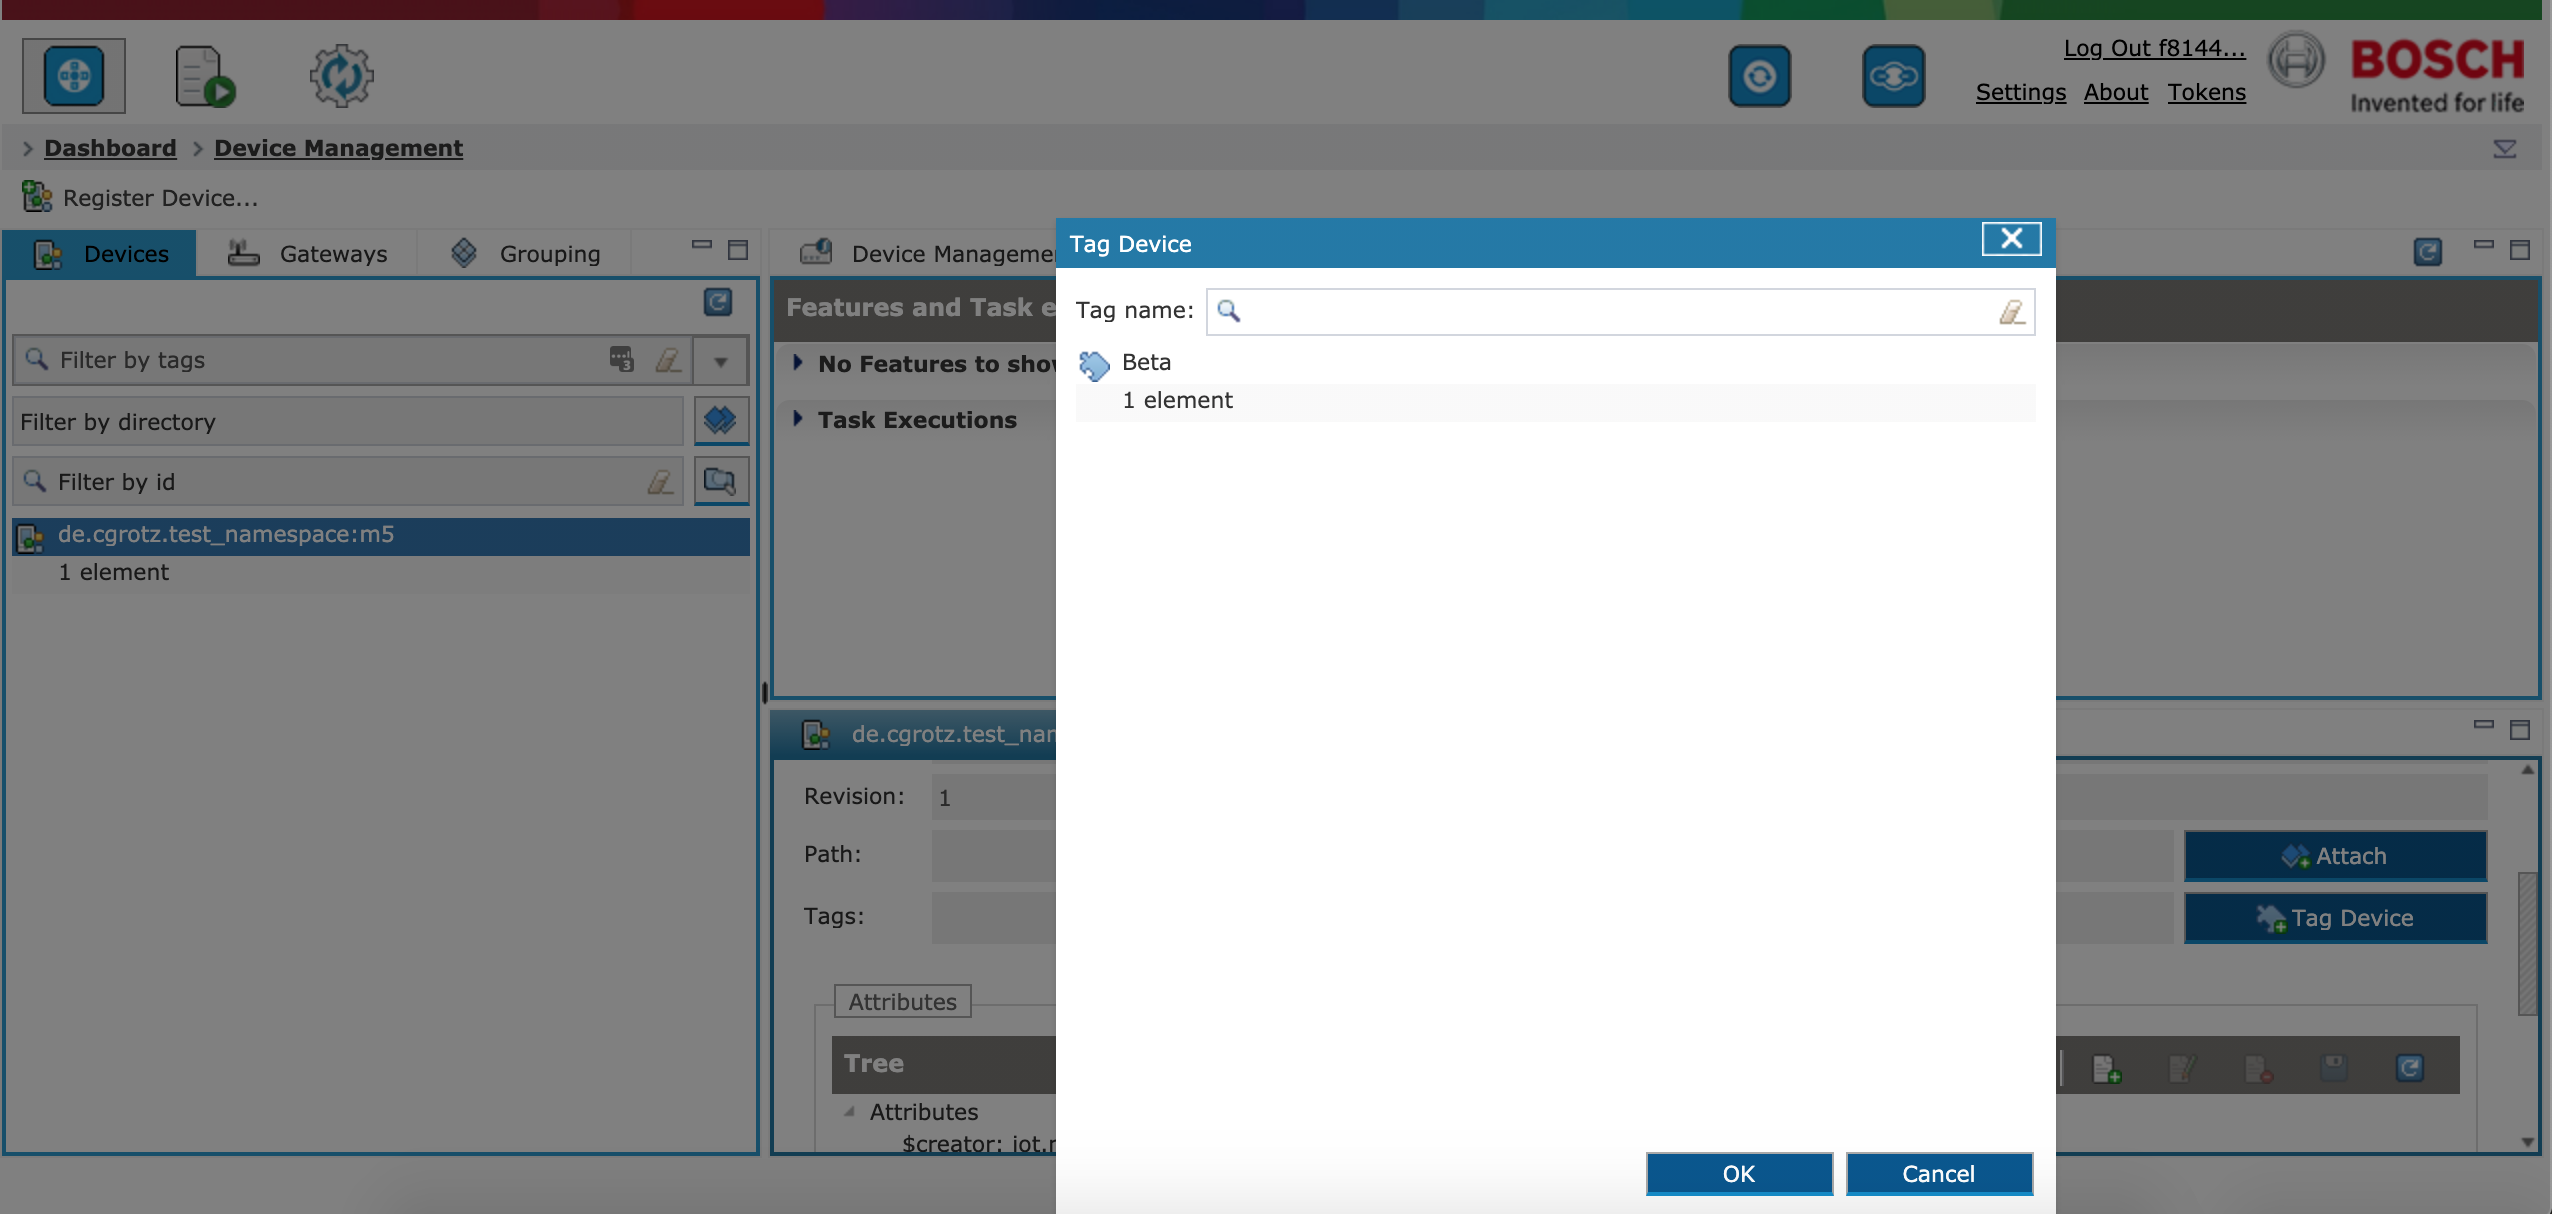 Log Out f8144...
Settings About Tokens
BOSCH
Invented for life
Dashboard Device Management
Register Device...
Devices Gateways Grouping
Filter by tags
3
Filter by directory
Filter by id
de.cgrotz.test_namespace:m5
1 element
Device Manageme
Features and Task e
No Features to sho
Task Executions
Tag Device
Tag name:
Beta
1 element
OK Cancel
de.cgrotz.test_nam
Revision: 1
Path: Attach
Tags: Tag Device
Attributes
Tree
Attributes
$creator: iot.r